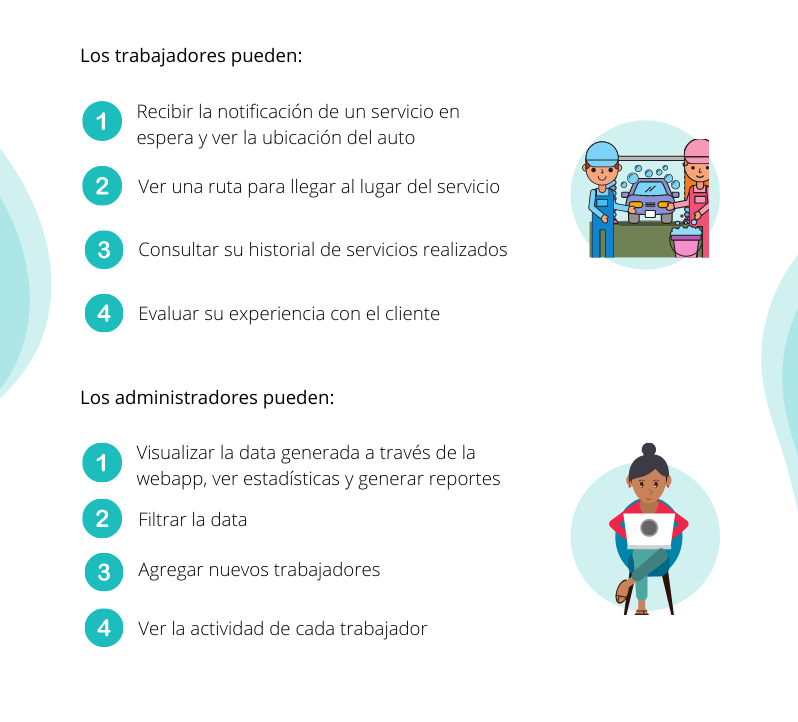 Los trabajadores pueden:
1 Recibir la notificación de un servicio en
espera y ver la ubicación del auto
2 Ver una ruta para llegar al lugar del servicio
3 Consultar su historial de servicios realizados
4 Evaluar su experiencia con el cliente
Los administradores pueden:
1 Visualizar la data generada a través de la
webapp, ver estadísticas y generar reportes
2 Filtrar la data
3 Agregar nuevos trabajadores
4 Ver la actividad de cada trabajador